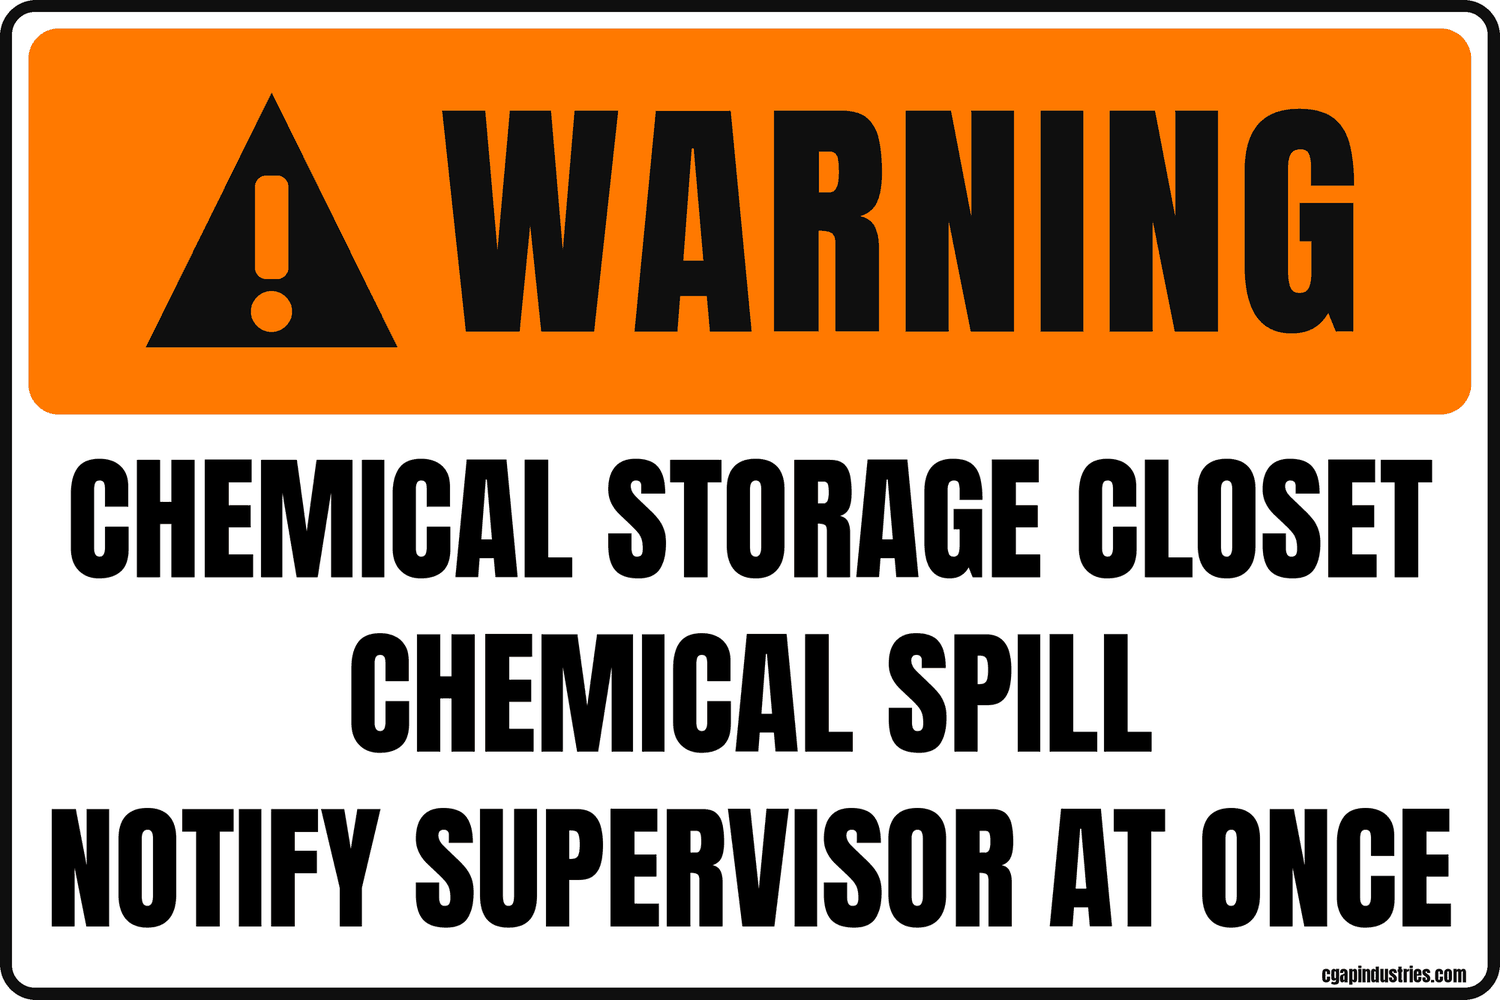 WARNING
CHEMICAL STORAGE CLOSET
CHEMICAL SPILL
NOTIFY SUPERVISOR AT ONCE
cgapindustries.com